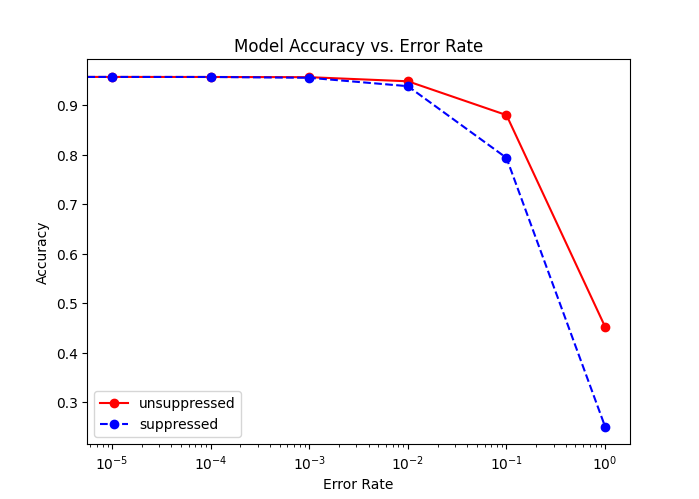 Model Accuracy vs. Error Rate
Accuracy
0.9
0.8
0.7
0.6
0.5
0.4
0.3
unsuppressed
suppressed
10⁻⁵ 10⁻⁴ 10⁻³ 10⁻² 10⁻¹ 10⁰
Error Rate